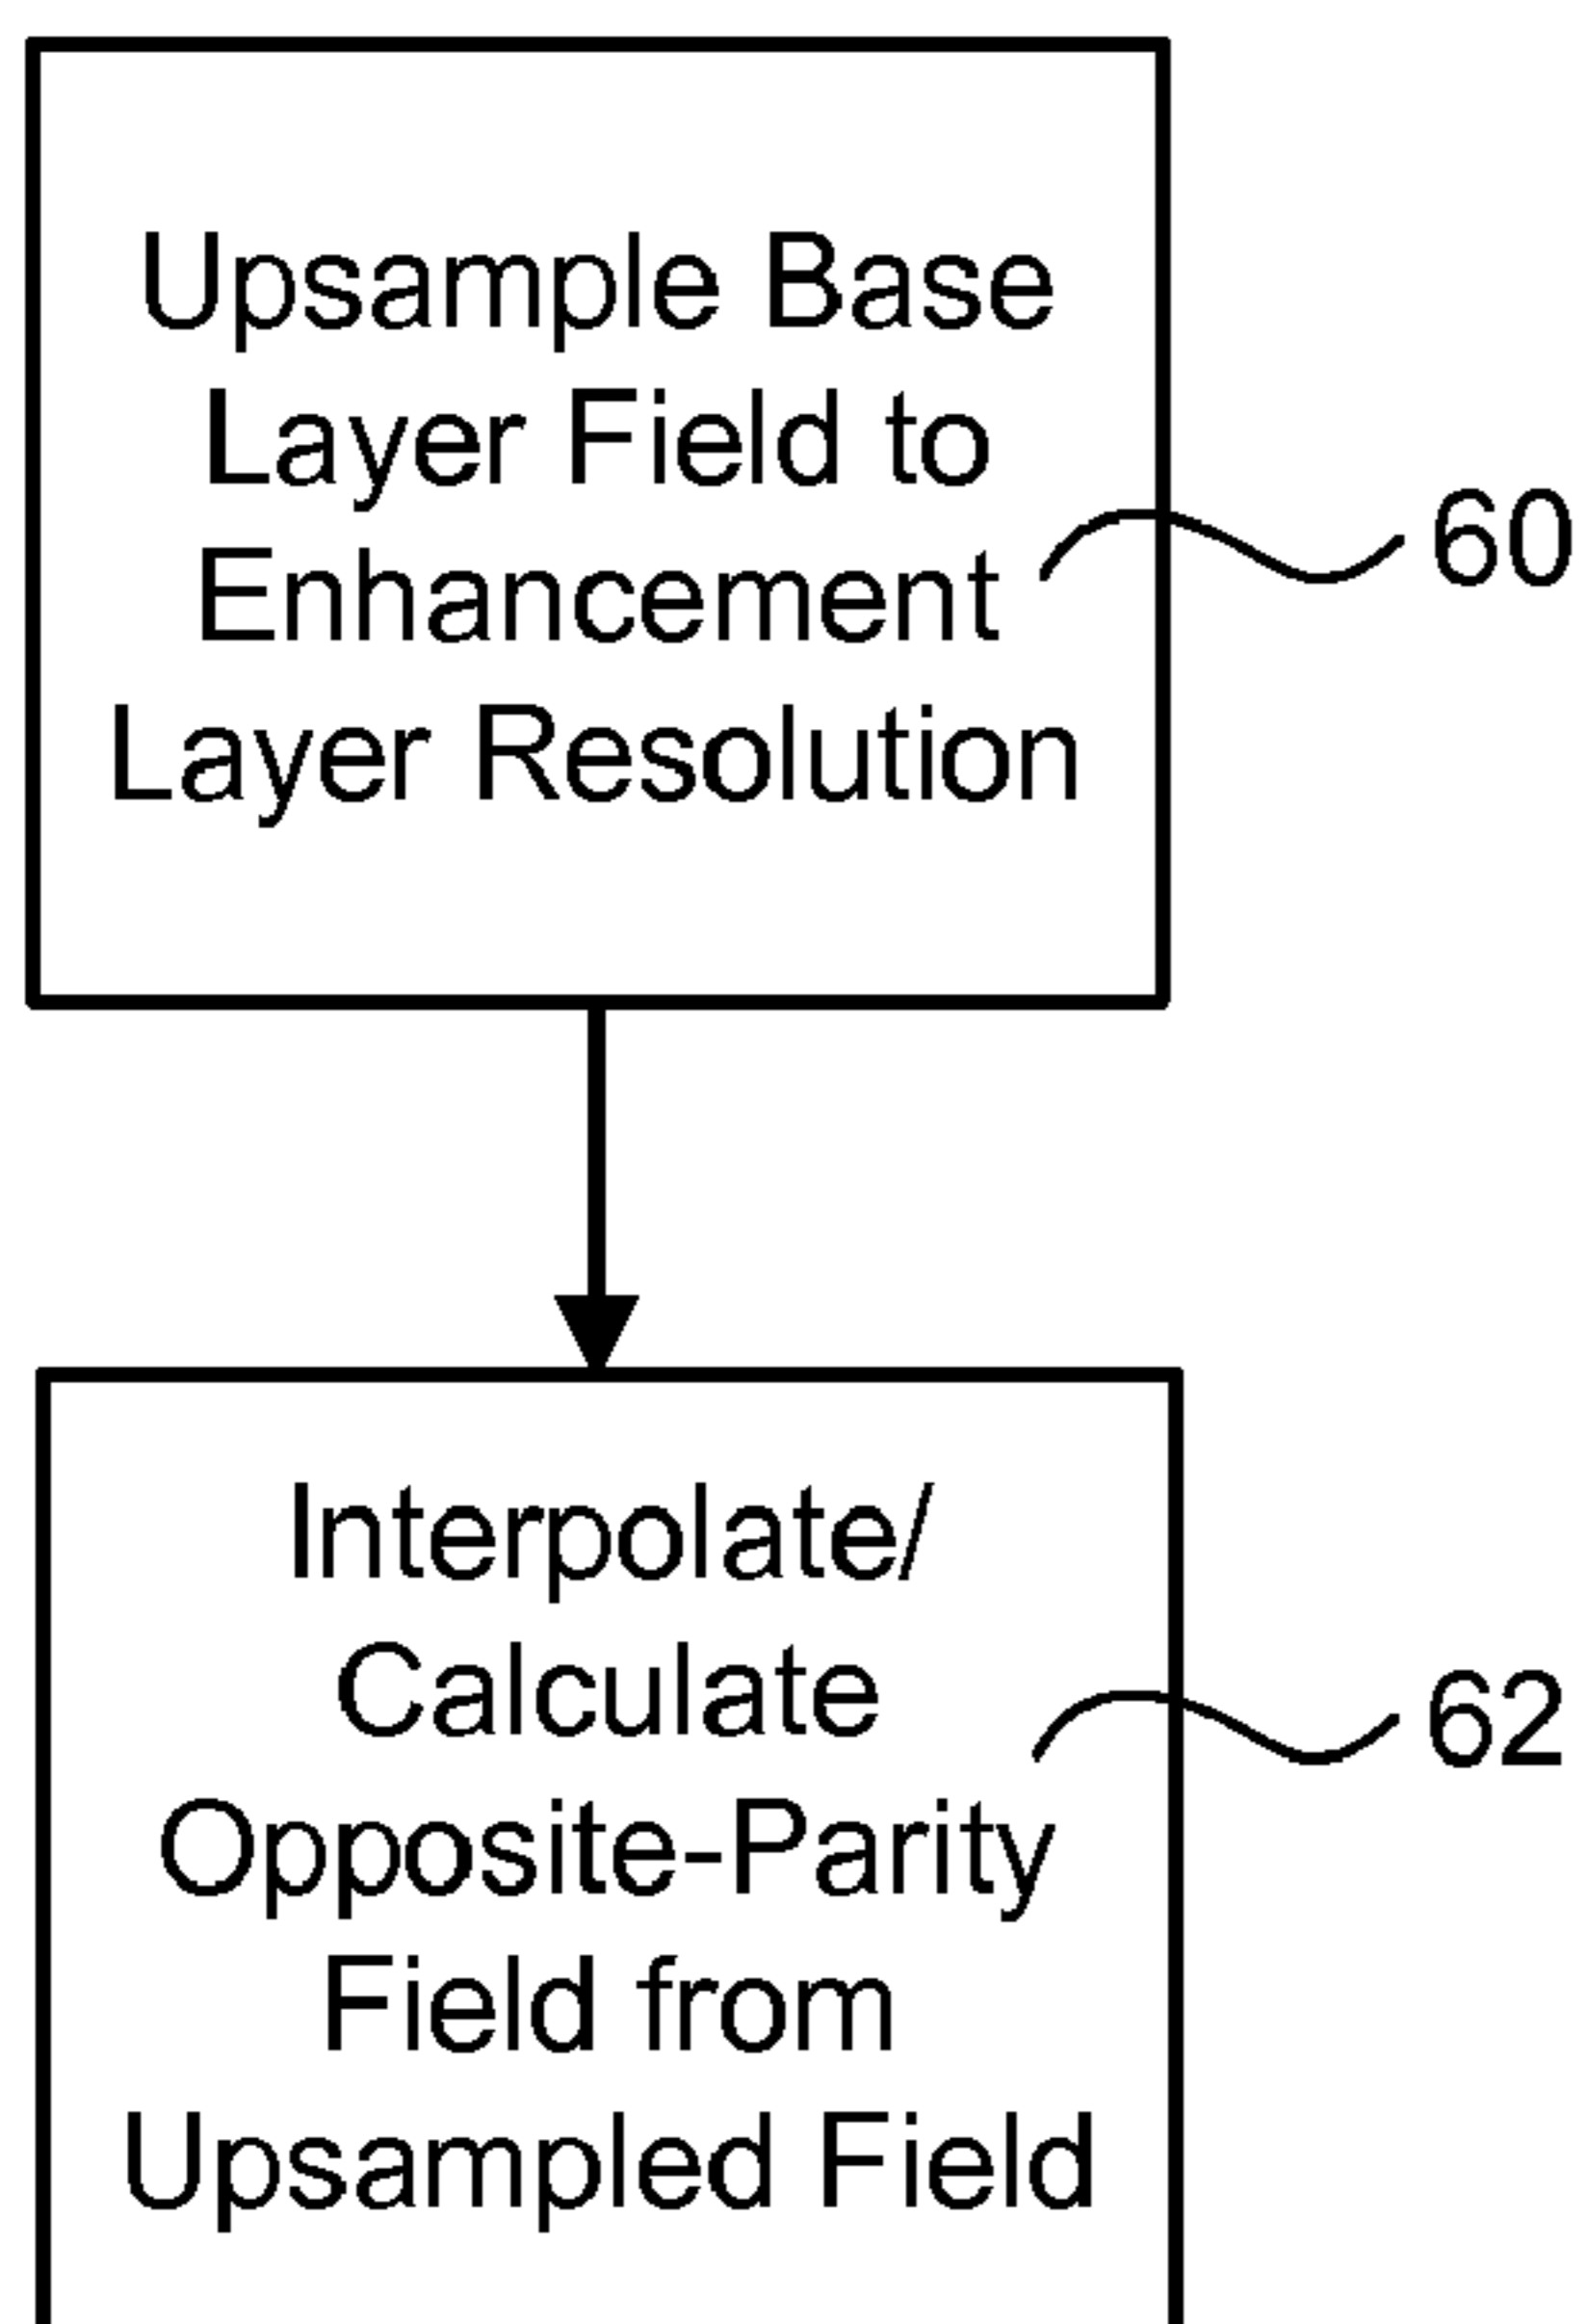 Upsample Base
Layer Field to
Enhancement
Layer Resolution
60
Interpolate/
Calculate
Opposite-Parity
Field from
Upsampled Field
62